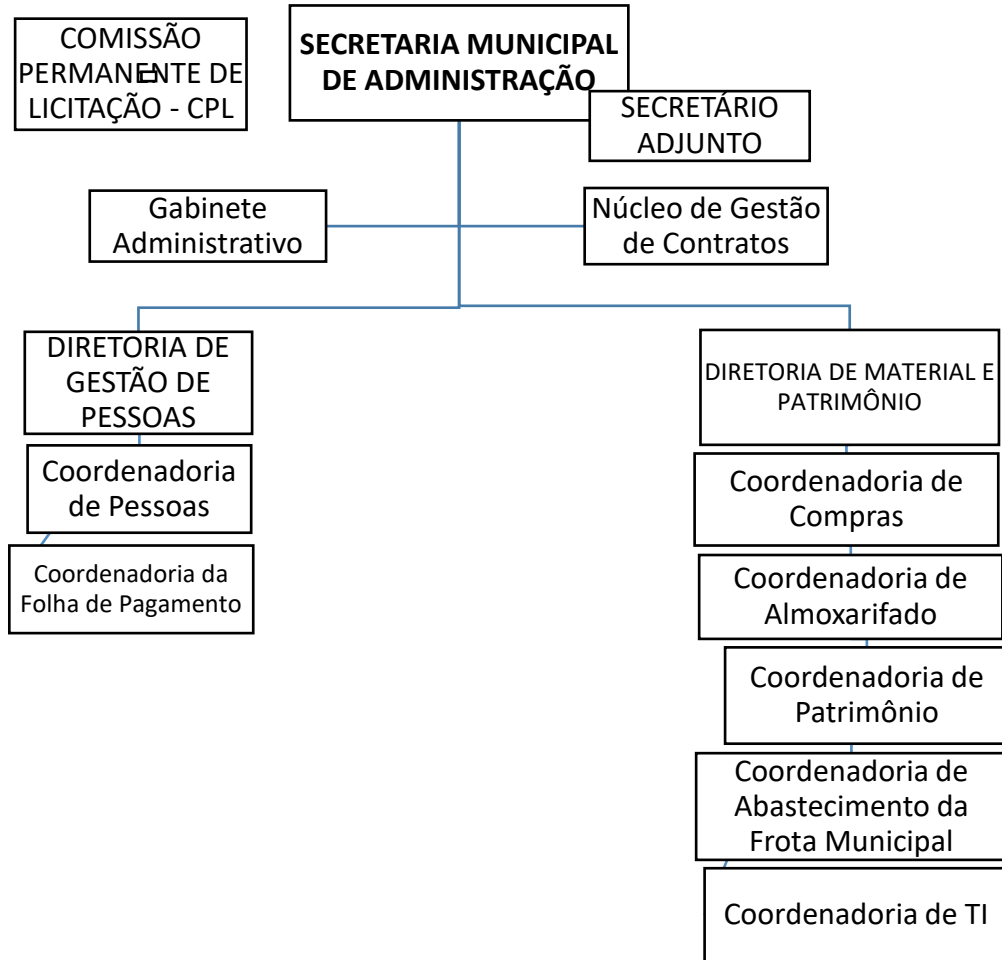 COMISSÃO
PERMANENTE DE
LICITAÇÃO - CPL
SECRETARIA MUNICIPAL
DE ADMINISTRAÇÃO
SECRETÁRIO
ADJUNTO
Gabinete
Administrativo
Núcleo de Gestão
de Contratos
DIRETORIA DE
GESTÃO DE
PESSOAS
Coordenadoria
de Pessoas
Coordenadoria da
Folha de Pagamento
DIRETORIA DE MATERIAL E
PATRIMÔNIO
Coordenadoria de
Compras
Coordenadoria de
Almoxarifado
Coordenadoria de
Patrimônio
Coordenadoria de
Abastecimento da
Frota Municipal
Coordenadoria de TI